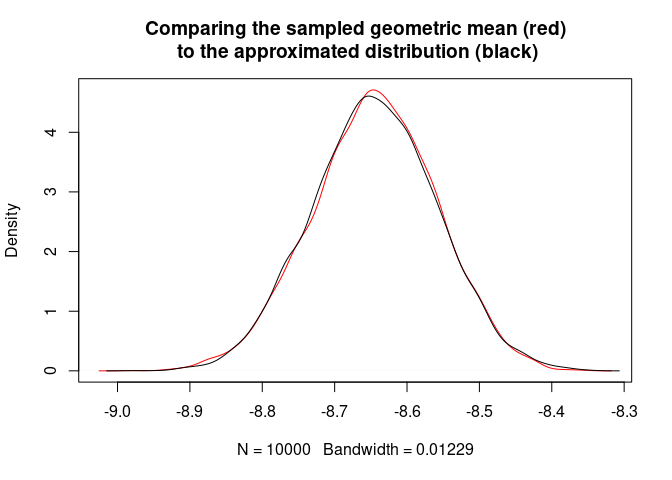 Comparing the sampled geometric mean (red)
to the approximated distribution (black)
Density
4
3
2
1
0
-9.0 -8.9 -8.8 -8.7 -8.6 -8.5 -8.4 -8.3
N = 10000 Bandwidth = 0.01229